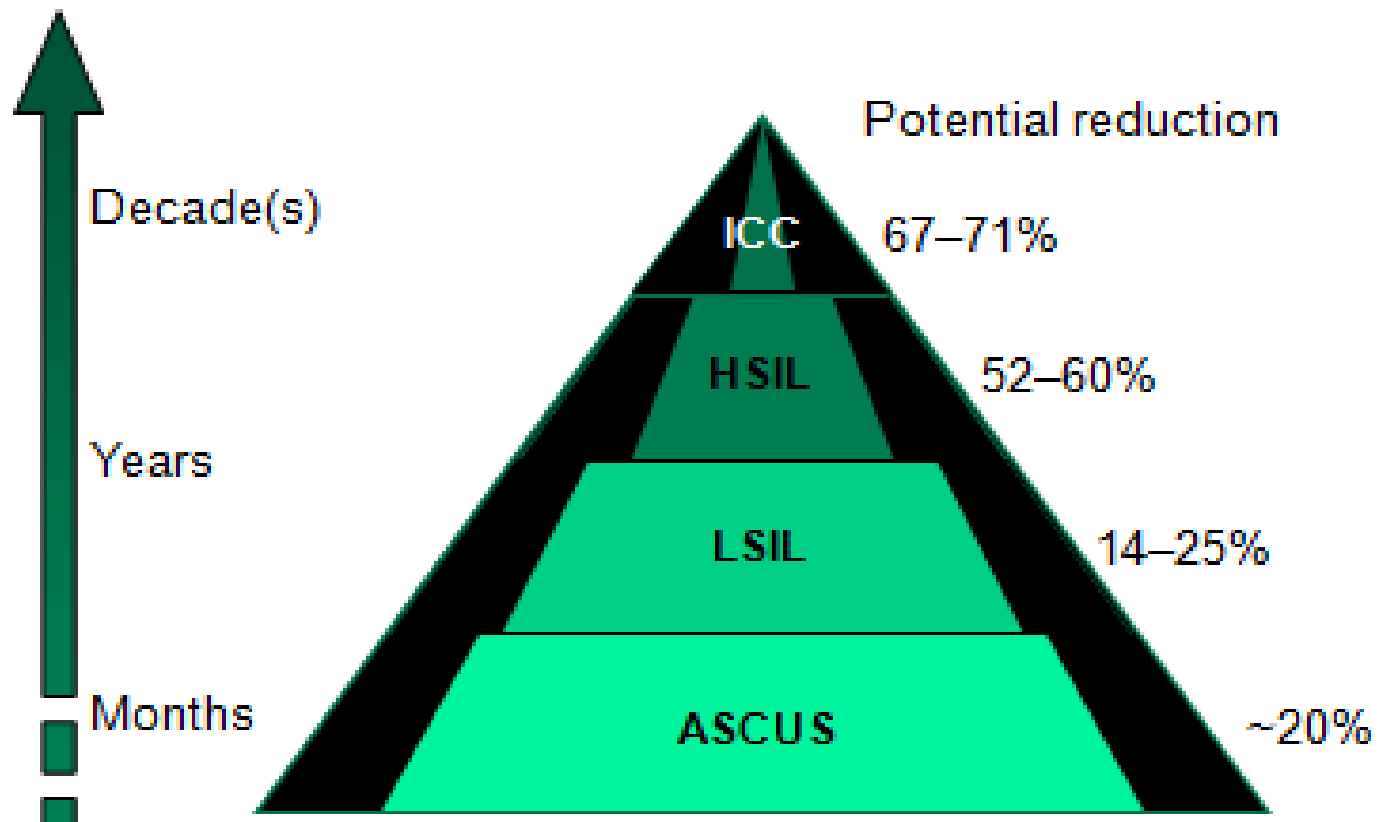 Potential reduction
Decade(s)
ICC
67–71%
HSIL
52–60%
Years
LSIL
14–25%
Months
ASCUS
~20%